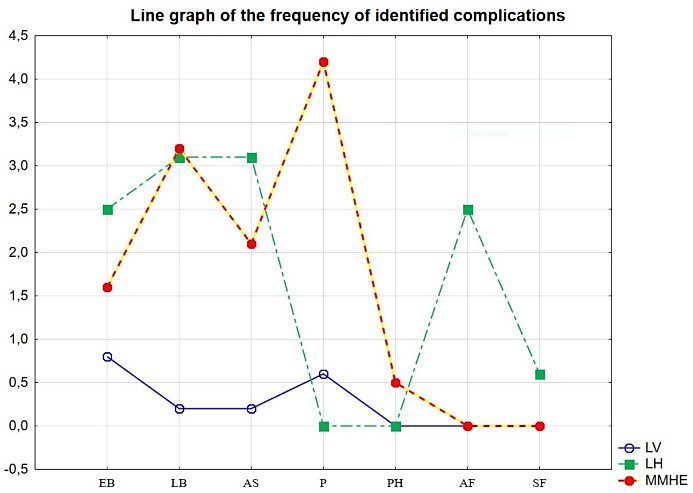 Line graph of the frequency of identified complications
4,5
4,0
3,5
3,0
2,5
2,0
1,5
1,0
0,5
0,0
-0,5
EB LB AS P PH AF SF
LV
LH
MMHE